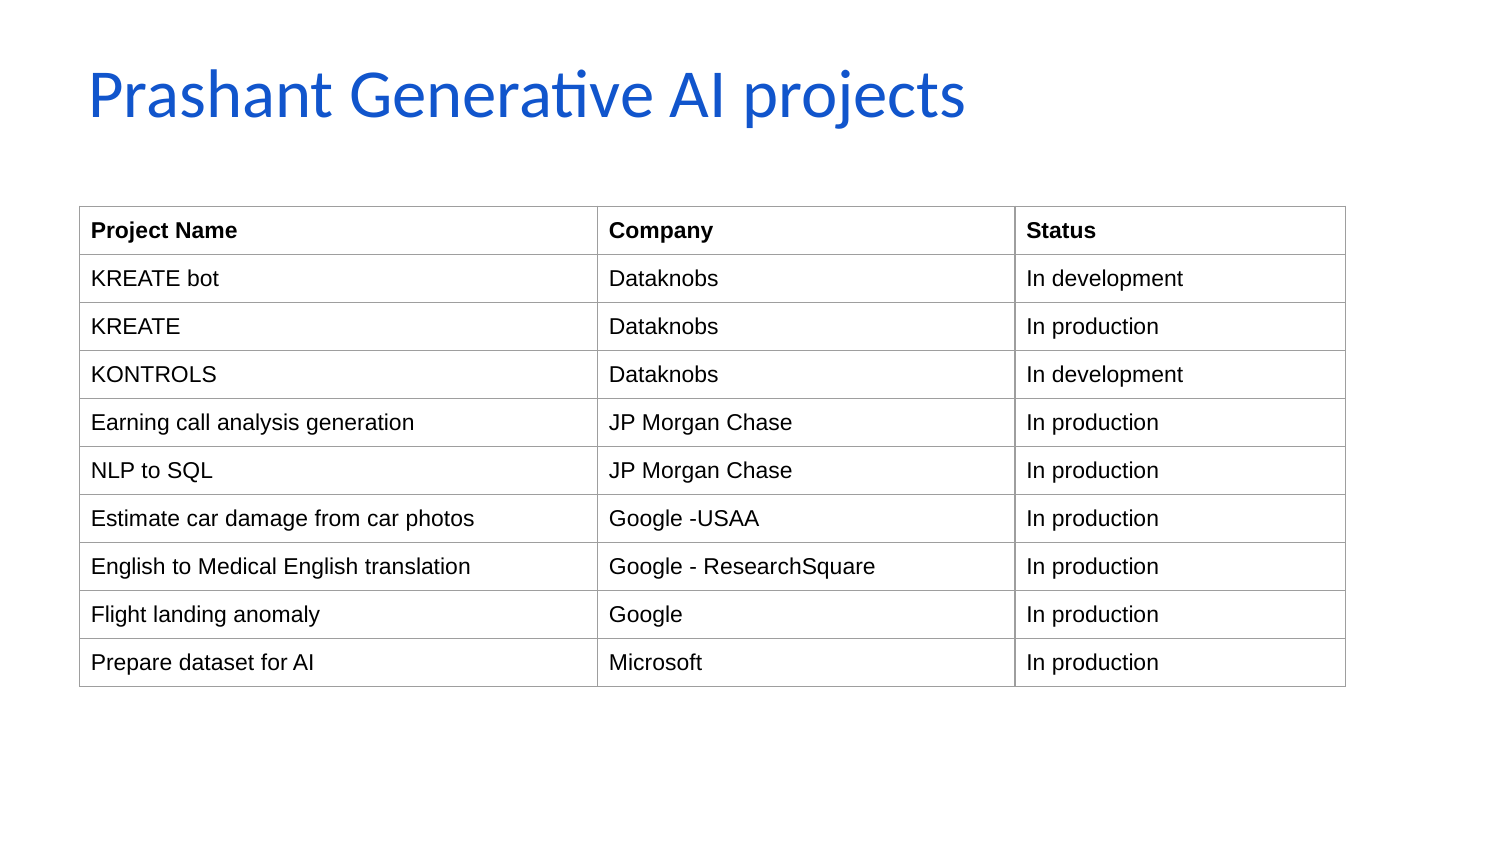 Prashant Generative AI projects
Project Name Company Status
KREATE bot Dataknobs In development
KREATE Dataknobs In production
KONTROLS Dataknobs In development
Earning call analysis generation JP Morgan Chase In production
NLP to SQL JP Morgan Chase In production
Estimate car damage from car photos Google -USAA In production
English to Medical English translation Google - ResearchSquare In production
Flight landing anomaly Google In production
Prepare dataset for AI Microsoft In production